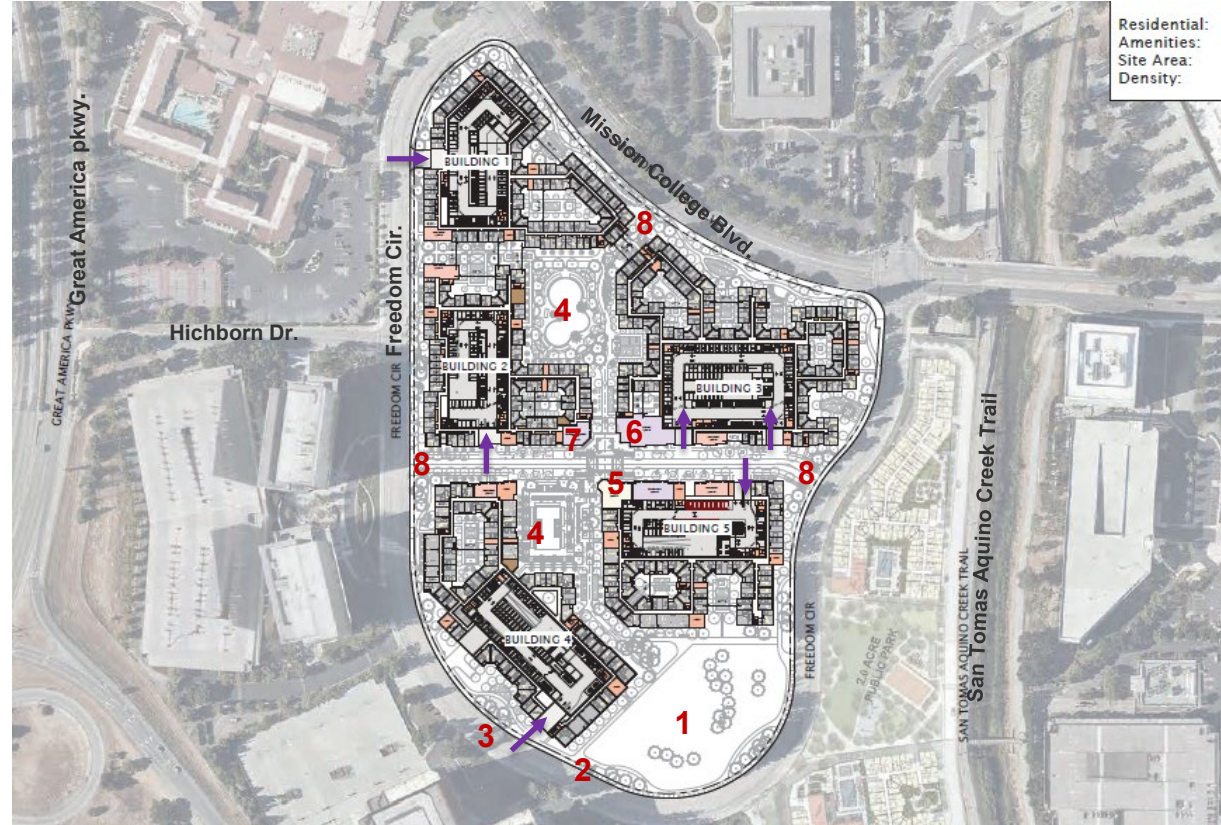 Residential:
Amenities:
Site Area:
Density:
Great America pkwy.
GREAT AMERICA PKWY
Hichborn Dr.
Freedom Cir.
FREEDOM CIR
Mission College Blvd.
BUILDING 1
8
4
BUILDING 2
BUILDING 3
7
6
8
8
5
4
BUILDING 5
BUILDING 4
FREEDOM CIR
2.6 ACRE
PUBLIC PARK
SAN TOMAS AQUINO CREEK TRAIL
San Tomas Aquino Creek Trail
1
3
2